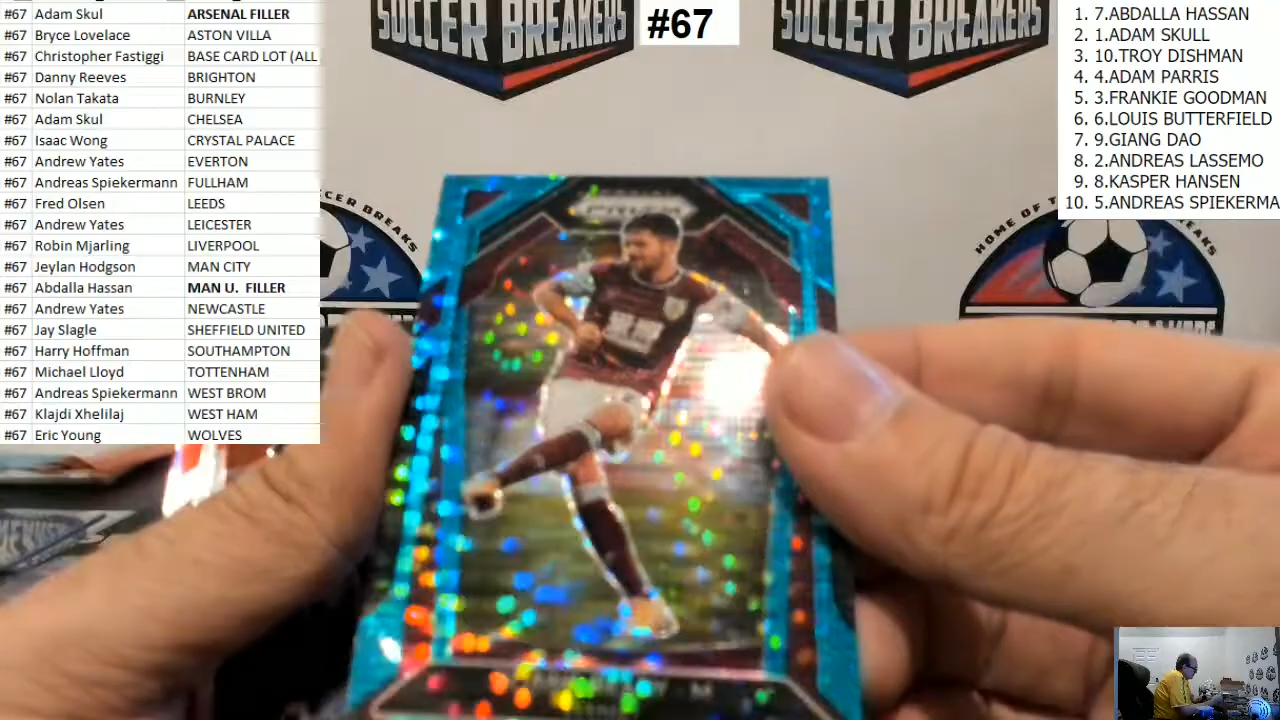 #67 Adam Skul ARSENAL FILLER
#67 Bryce Lovelace ASTON VILLA
#67 Christopher Fastiggi BASE CARD LOT (ALL
#67 Danny Reeves BRIGHTON
#67 Nolan Takata BURNLEY
#67 Adam Skul CHELSEA
#67 Isaac Wong CRYSTAL PALACE
#67 Andrew Yates EVERTON
#67 Andreas Spiekermann FULLHAM
#67 Fred Olsen LEEDS
#67 Andrew Yates LEICESTER
#67 Robin Mjarling LIVERPOOL
#67 Jeylan Hodgson MAN CITY
#67 Abdalla Hassan MAN U. FILLER
#67 Andrew Yates NEWCASTLE
#67 Jay Slagle SHEFFIELD UNITED
#67 Harry Hoffman SOUTHAMPTON
#67 Michael Lloyd TOTTENHAM
#67 Andreas Spiekermann WEST BROM
#67 Klajdi Xhelilaj WEST HAM
#67 Eric Young WOLVES
SOCCER BREAKERS
#67
SOCCER BREAKERS
1. 7.ABDALLA HASSAN
2. 1.ADAM SKULL
3. 10.TROY DISHMAN
4. 4.ADAM PARRIS
5. 3.FRANKIE GOODMAN
6. 6.LOUIS BUTTERFIELD
7. 9.GIANG DAO
8. 2.ANDREAS LASSEMO
9. 8.KASPER HANSEN
10. 5.ANDREAS SPIEKERMA
CCER BREAKS
HOME OF T
R BREAKS
PRIZM